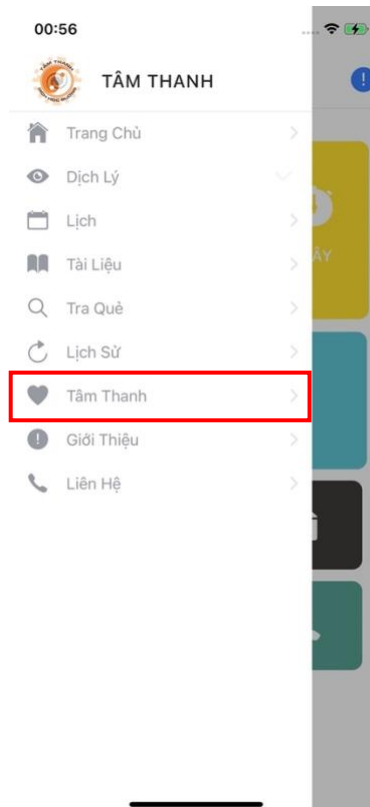 00:56
TÂM THANH
Trang Chủ
Dịch Lý
Lịch
Tài Liệu
ÂY
Tra Quẻ
Lịch Sử
Tâm Thanh
Giới Thiệu
Liên Hệ